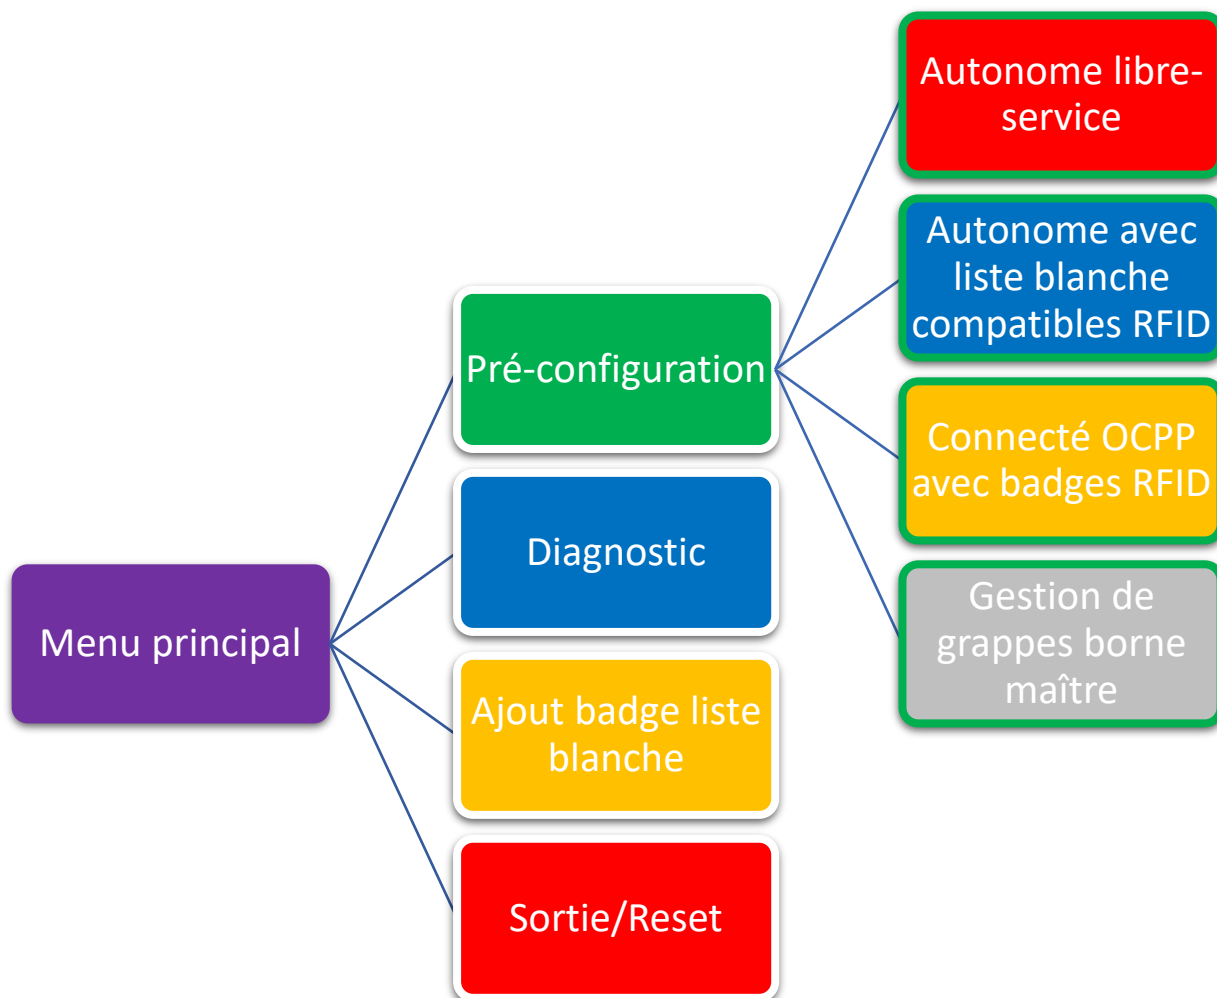 Menu principal
Pré-configuration
Diagnostic
Ajout badge liste
blanche
Sortie/Reset
Autonome libre-
service
Autonome avec
liste blanche
compatibles RFID
Connecté OCPP
avec badges RFID
Gestion de
grappes borne
maître